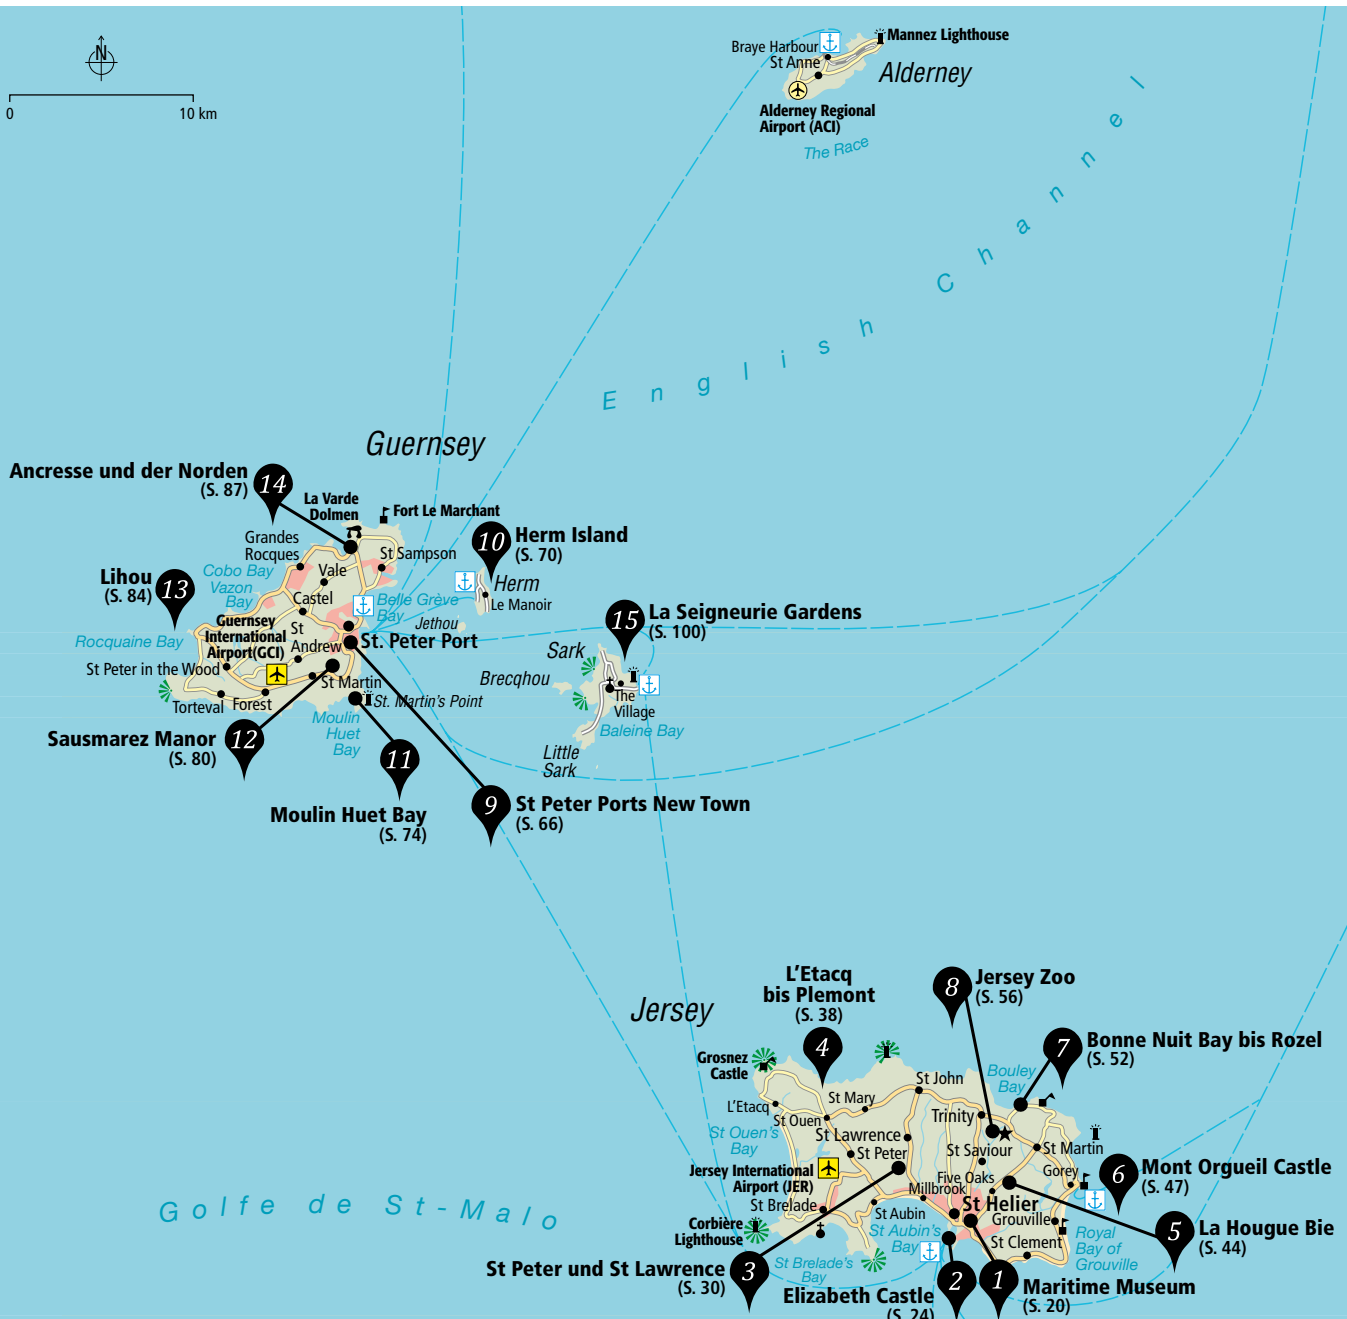 N
0
10 km
Braye Harbour
St Anne
Mannez Lighthouse
Alderney
Alderney Regional
Airport (ACI)
The Race
English Channel
Guernsey
Ancresse und der Norden
(S. 87)
14
La Varde
Dolmen
Fort Le Marchant
Grandes
Rocques
St Sampson
Cobo Bay
Vale
Vazon
Bay
Castel
Lihou
(S. 84)
13
Guernsey
International
Airport(GCI)
St
Andrew
Belle Grève
Bay
Rocquaine Bay
St. Peter Port
St Peter in the Wood
St Martin
St. Martin's Point
Torteval
Forest
Moulin
Huet
Bay
Sausmarez Manor
(S. 80)
12
11
Moulin Huet Bay
(S. 74)
9
St Peter Ports New Town
(S. 66)
10
Herm Island
(S. 70)
Herm
Le Manoir
Jethou
15
La Seigneurie Gardens
(S. 100)
Sark
Brecqhou
The
Village
Baleine Bay
Little
Sark
Jersey
L'Etacq
bis Plemont
(S. 38)
4
8
Jersey Zoo
(S. 56)
7
Bonne Nuit Bay bis Rozel
(S. 52)
Grosnez
Castle
Bouley
Bay
St John
L'Etacq
St Mary
St Ouen
Trinity
St Ouen's
Bay
St Lawrence
St Peter
St Saviour
St Martin
Jersey International
Airport (JER)
Five Oaks
Gorey
Millbrook
6
Mont Orgueil Castle
(S. 47)
St Brelade
St Aubin
St Helier
Grouville
Corbière
Lighthouse
St Aubin's
Bay
St Clement
Royal
Bay of
Grouville
5
La Hougue Bie
(S. 44)
St Brelade's
Bay
St Peter und St Lawrence
(S. 30)
3
Elizabeth Castle
(S. 24)
2
1
Maritime Museum
(S. 20)
Golfe de St-Malo